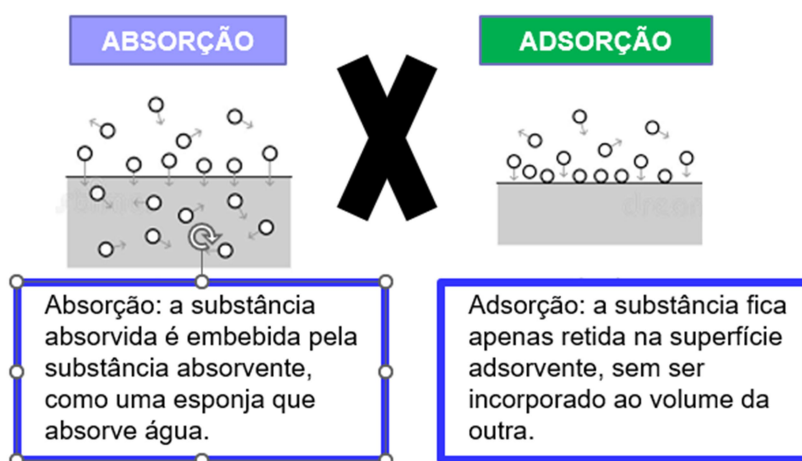 ABSORÇÃO
ADSORÇÃO
Absorção: a substância
absorvida é embebida pela
substância absorvente,
como uma esponja que
absorve água.
Adsorção: a substância fica
apenas retida na superfície
adsorvente, sem ser
incorporado ao volume da
outra.